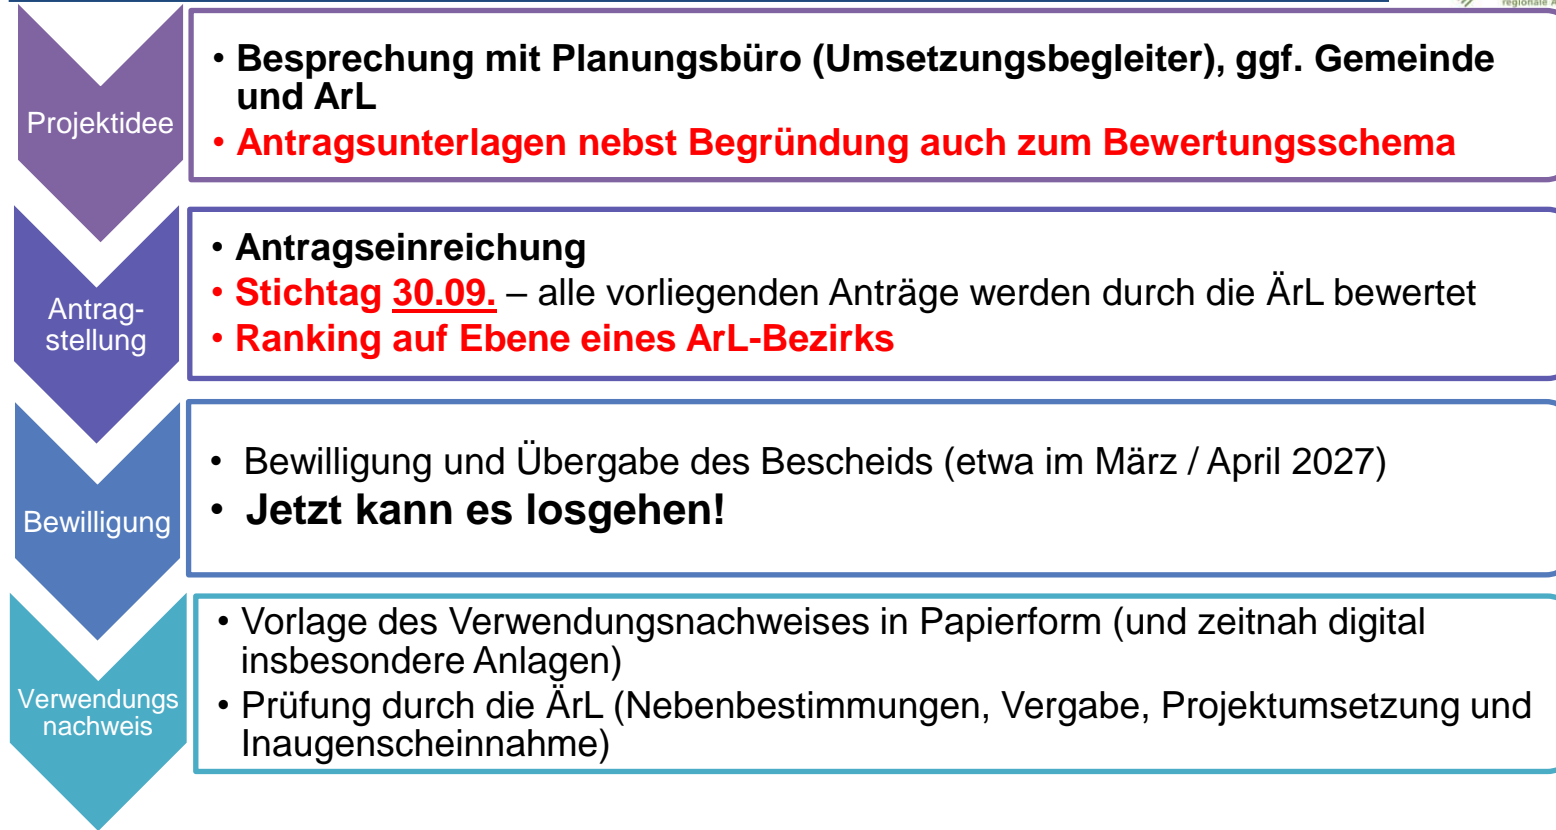 regionale
Projektidee
• Besprechung mit Planungsbüro (Umsetzungsbegleiter), ggf. Gemeinde
und ArL
• Antragsunterlagen nebst Begründung auch zum Bewertungsschema
Antrag-
stellung
• Antragseinreichung
• Stichtag 30.09. – alle vorliegenden Anträge werden durch die ÄrL bewertet
• Ranking auf Ebene eines ArL-Bezirks
Bewilligung
• Bewilligung und Übergabe des Bescheids (etwa im März / April 2027)
• Jetzt kann es losgehen!
Verwendungs
nachweis
• Vorlage des Verwendungsnachweises in Papierform (und zeitnah digital
insbesondere Anlagen)
• Prüfung durch die ÄrL (Nebenbestimmungen, Vergabe, Projektumsetzung und
Inaugenscheinnahme)